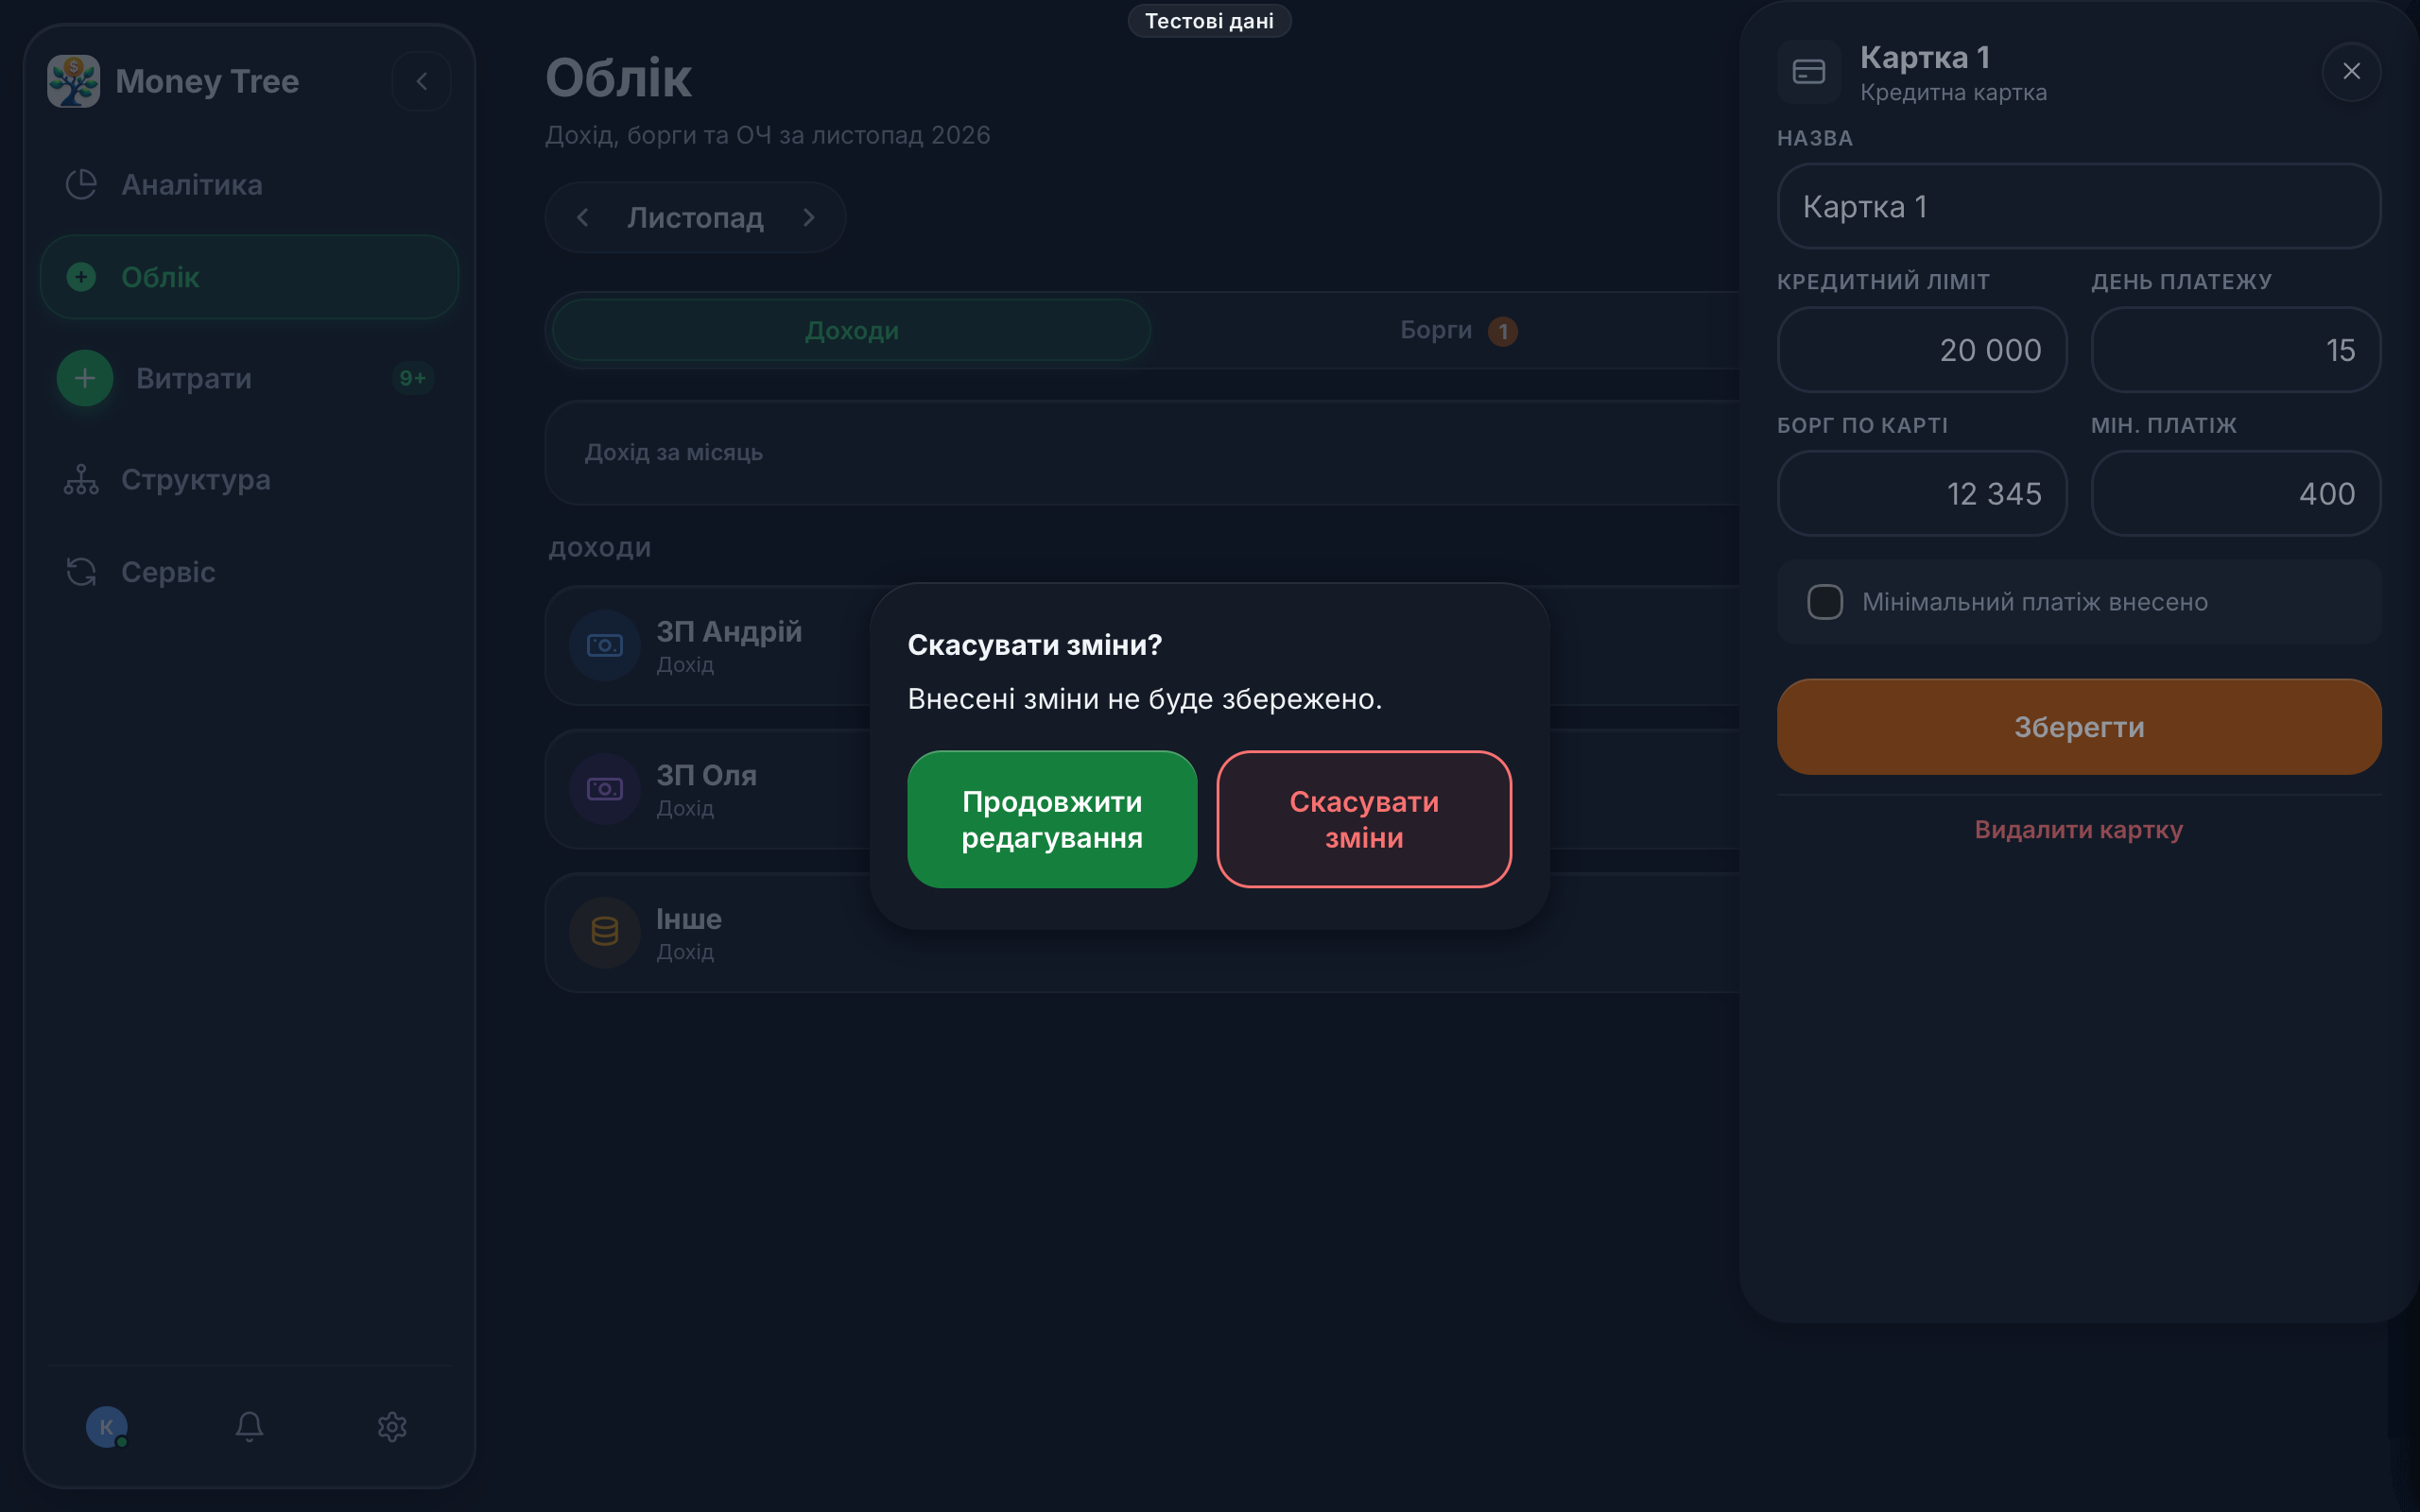 Тестові дані
Money Tree
Аналітика
Облік
Витрати
9+
Структура
Сервіс
K
Облік
Дохід, борги та ОЧ за листопад 2026
Листопад
Доходи
Борги 1
Дохід за місяць
доходи
ЗП Андрій
Дохід
ЗП Оля
Дохід
Інше
Дохід
Скасувати зміни?
Внесені зміни не буде збережено.
Продовжити
редагування
Скасувати
зміни
Картка 1
Кредитна картка
НАЗВА
Картка 1
КРЕДИТНИЙ ЛІМІТ
ДЕНЬ ПЛАТЕЖУ
20 000
15
БОРГ ПО КАРТІ
МІН. ПЛАТІЖ
12 345
400
Мінімальний платіж внесено
Зберегти
Видалити картку